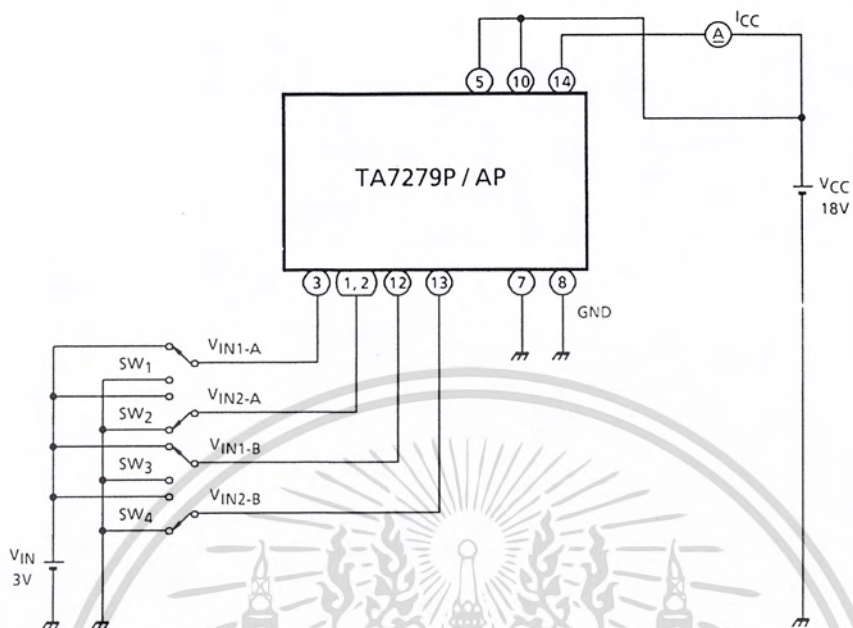 ICC
A
5 10 14
TA7279P / AP
VCC
18V
3 1, 2 12 13 7 8
GND
VIN1-A
SW1
VIN2-A
SW2
VIN1-B
SW3
VIN2-B
SW4
VIN
3V